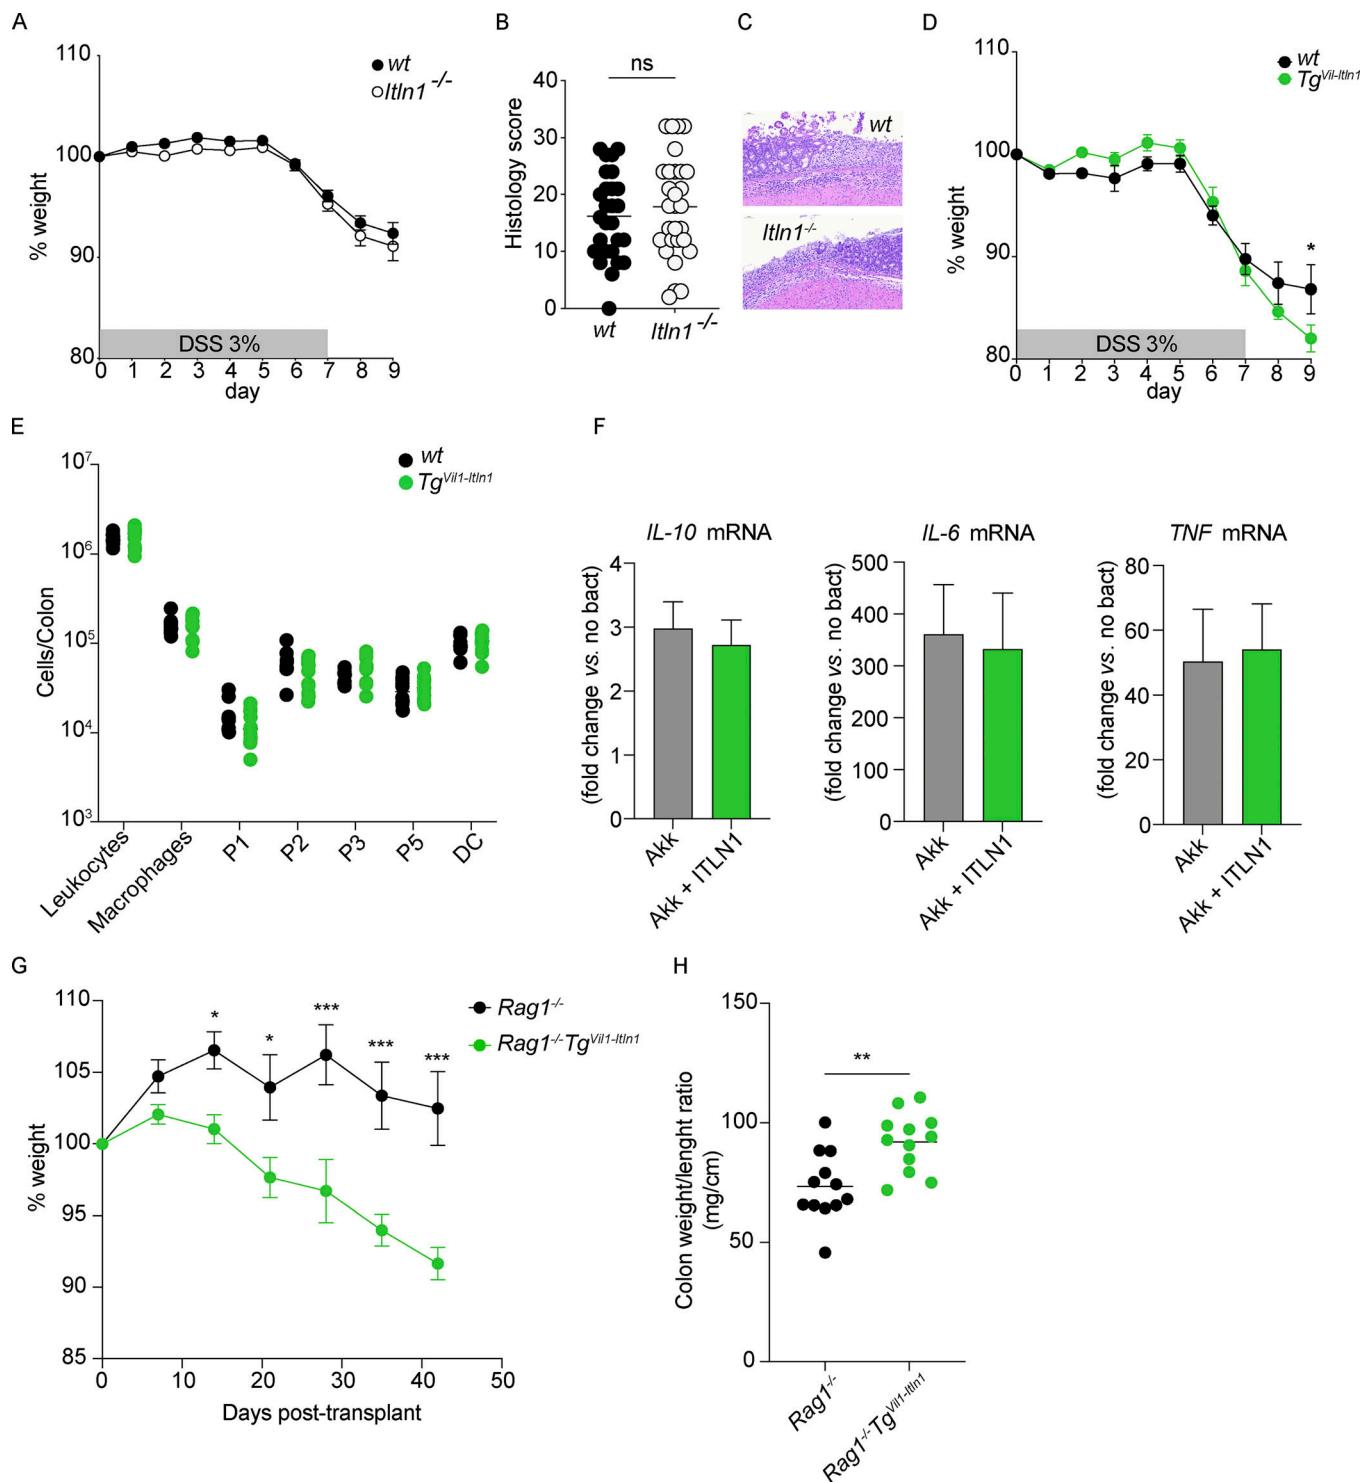 A
110
100
90
80
% weight
wt
Itln1 -/-
DSS 3%
0 1 2 3 4 5 6 7 8 9
day
B
ns
40
30
20
10
0
Histology score
wt
Itln1 -/-
C
wt
Itln1-/-
D
110
100
90
80
% weight
wt
TgVil-Itln1
*
DSS 3%
0 1 2 3 4 5 6 7 8 9
day
E
10^7
10^6
10^5
10^4
10^3
Cells/Colon
wt
TgVil1-Itln1
Leukocytes
Macrophages
P1
P2
P3
P5
DC
F
IL-10 mRNA
4
3
2
1
0
(fold change vs. no bact)
Akk
Akk + ITLN1
IL-6 mRNA
500
400
300
200
100
0
(fold change vs. no bact)
Akk
Akk + ITLN1
TNF mRNA
80
60
40
20
0
(fold change vs. no bact)
Akk
Akk + ITLN1
G
110
105
100
95
90
85
% weight
* * *** *** ***
Rag1-/-
Rag1-/-TgVil1-Itln1
0 10 20 30 40 50
Days post-transplant
H
150
100
50
0
Colon weight/lenght ratio
(mg/cm)
**
Rag1-/-
Rag1-/-TgVil1-Itln1